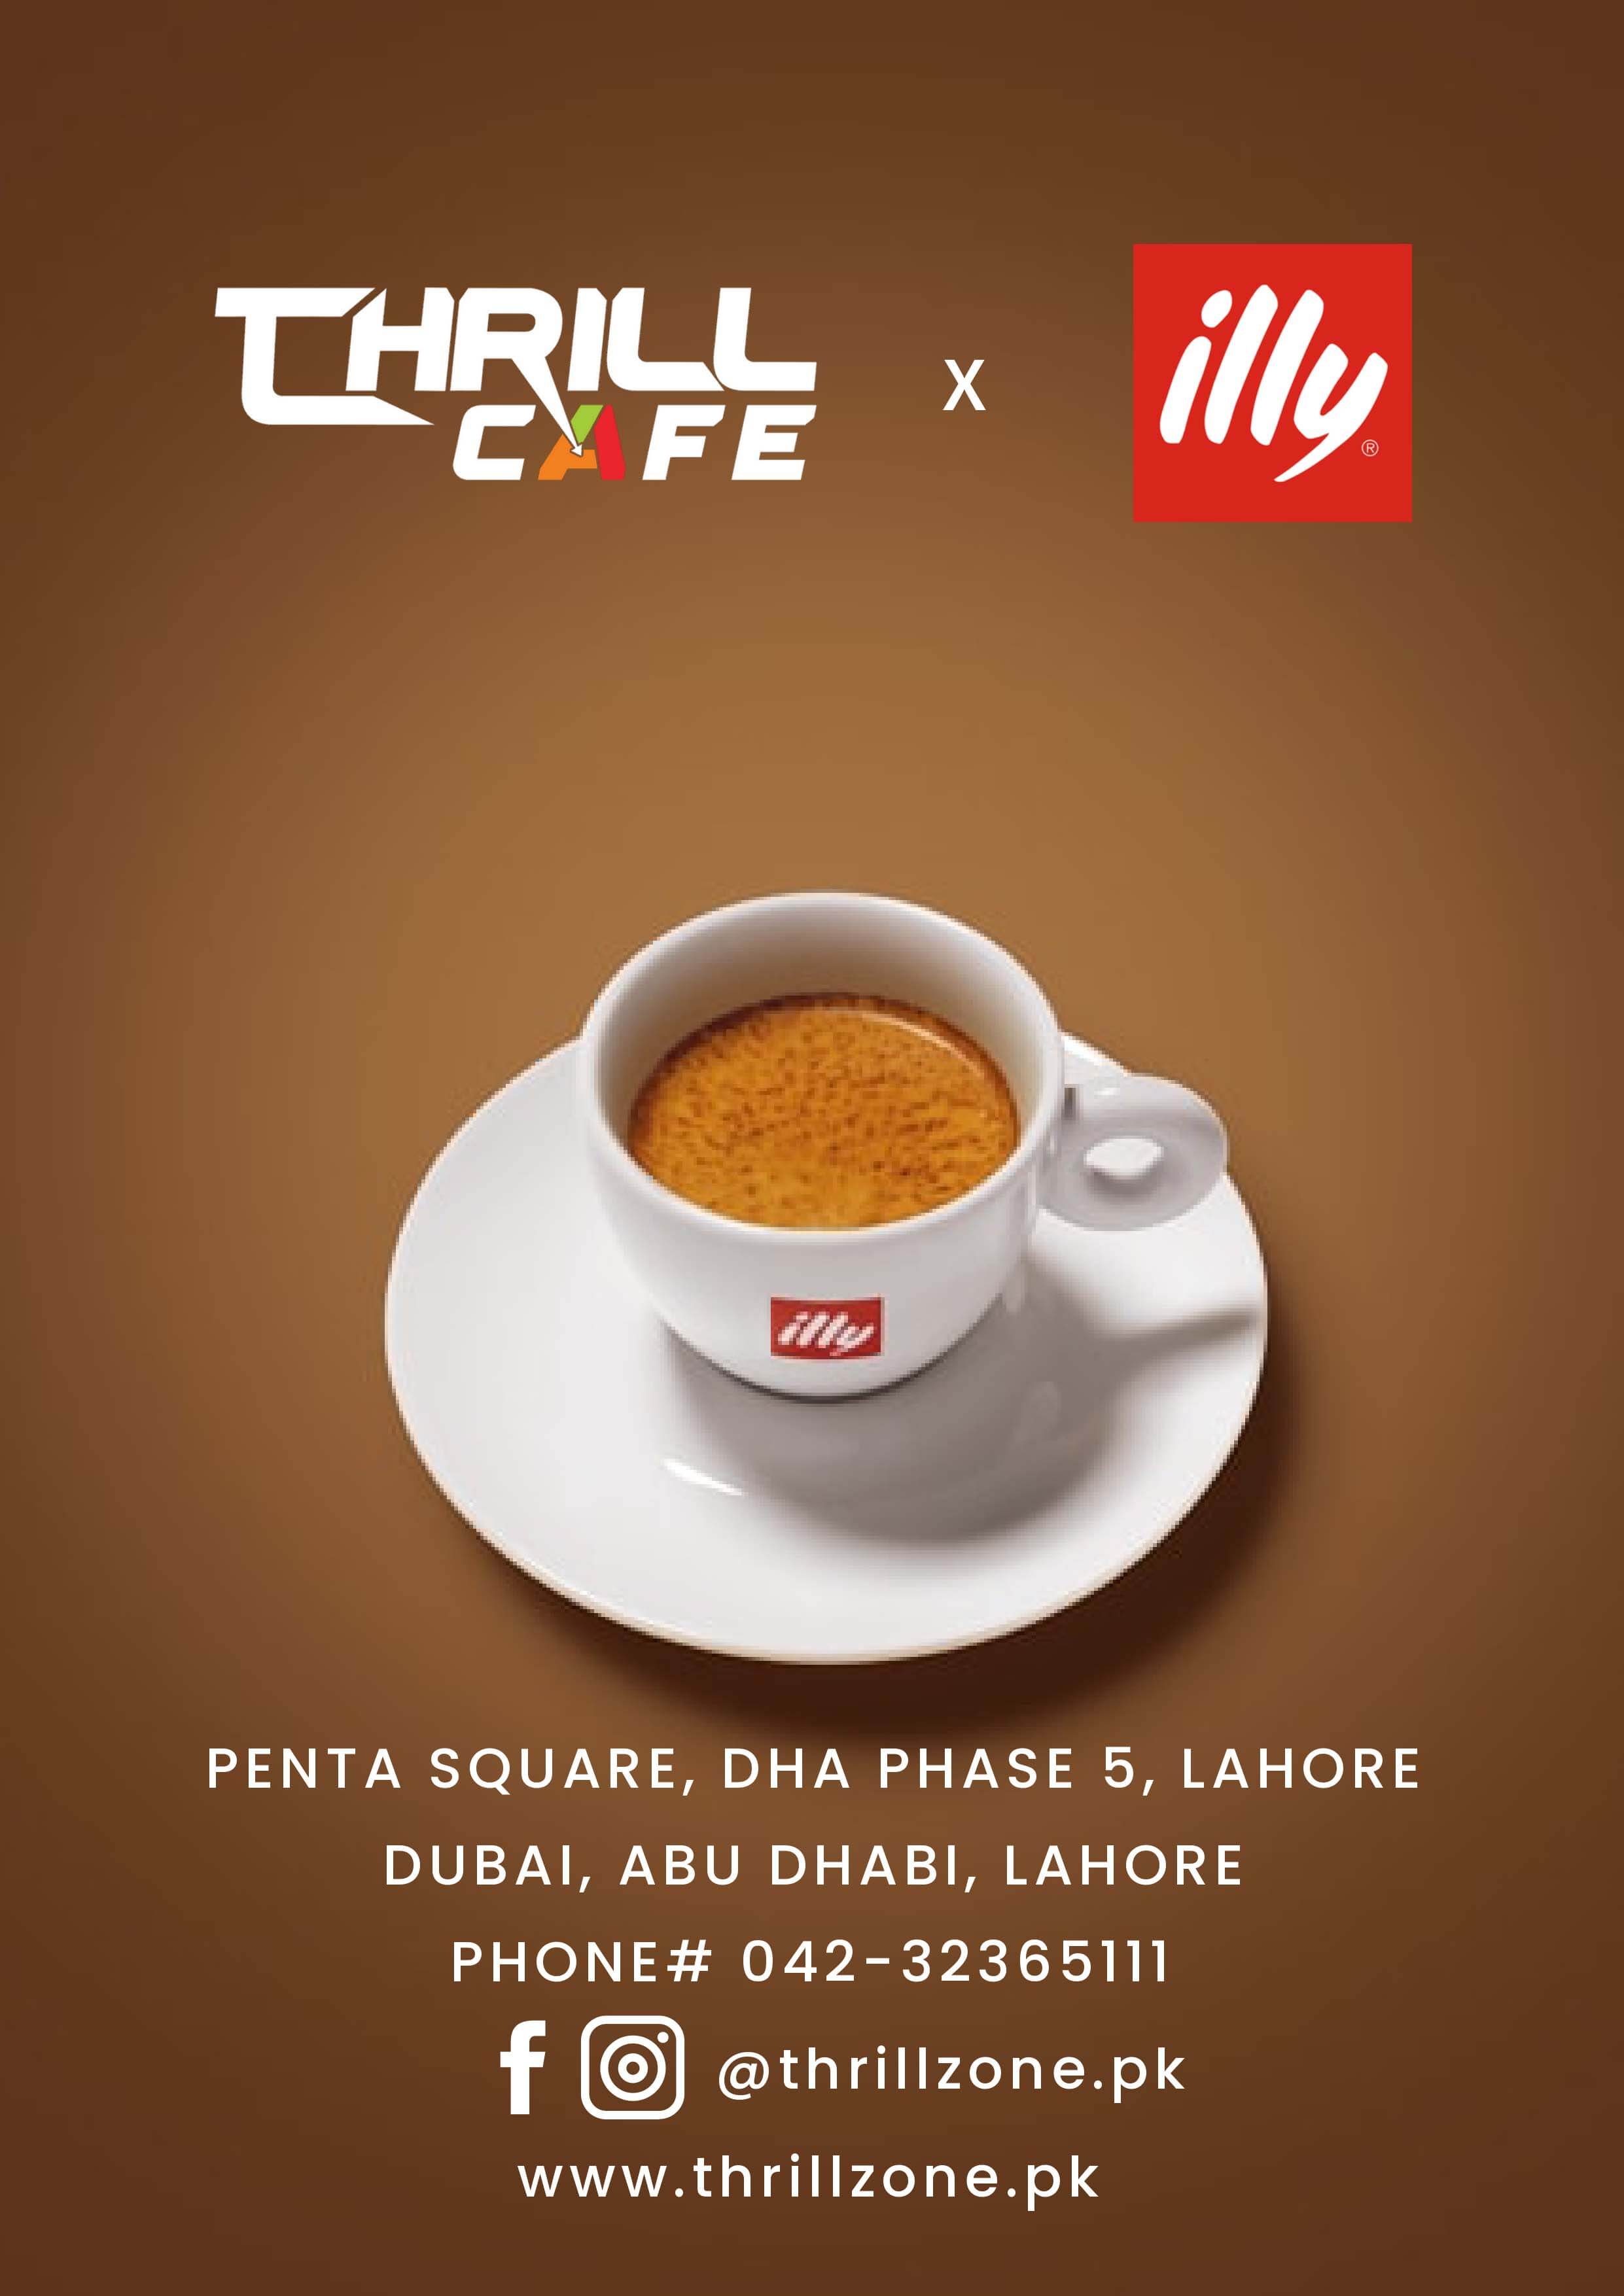 THRILL
CAFE
X
illy®
illy
PENTA SQUARE, DHA PHASE 5, LAHORE
DUBAI, ABU DHABI, LAHORE
PHONE# 042-32365111
f @thrillzone.pk
www.thrillzone.pk